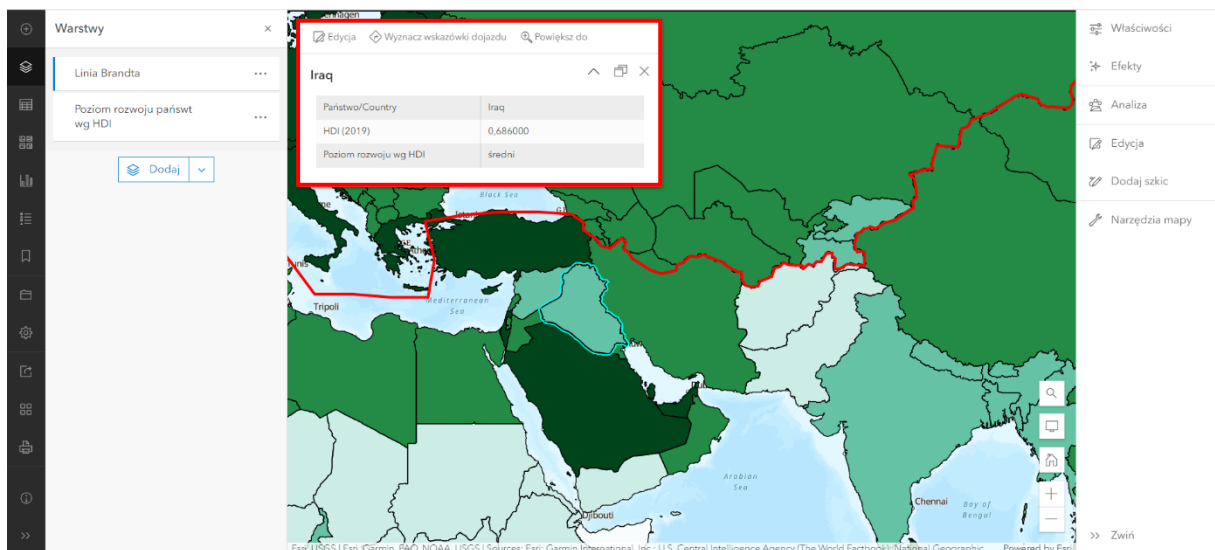 Warstwy
Linia Brandta
Poziom rozwoju pańswt
wg HDI
Dodaj
Edycja
Wyznacz wskazówki dojazdu
Powiększ do
Iraq
Państwo/Country
Iraq
HDI (2019)
0,686000
Poziom rozwoju wg HDI
średni
Black Sea
Tripoli
Mediterranean
Sea
Arabian
Sea
Djibouti
Chennai
Bay of
Bengal
Właściwości
Efekty
Analiza
Edycja
Dodaj szkic
Narzędzia mapy
Zwiń
Powered by Esri